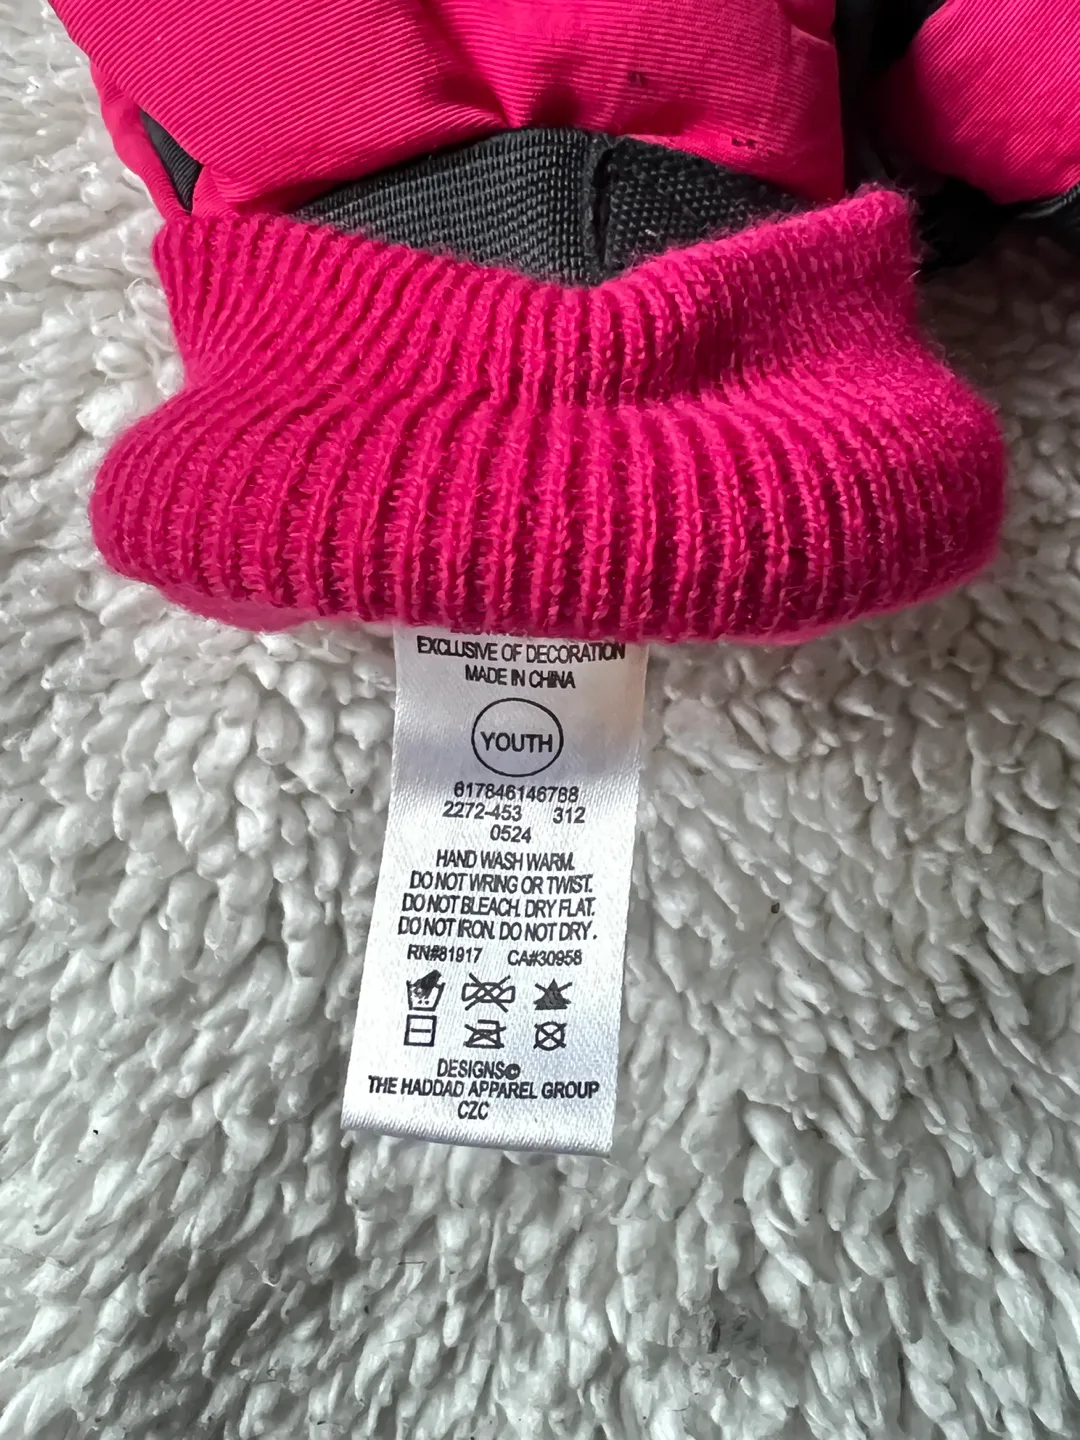 EXCLUSIVE OF DECORATION
MADE IN CHINA
YOUTH
617846146788
2272-453 312
0524
HAND WASH WARM.
DO NOT WRING OR TWIST.
DO NOT BLEACH. DRY FLAT.
DO NOT IRON. DO NOT DRY.
RN#81917 CA#30958
DESIGNS©
THE HADDAD APPAREL GROUP
CZC